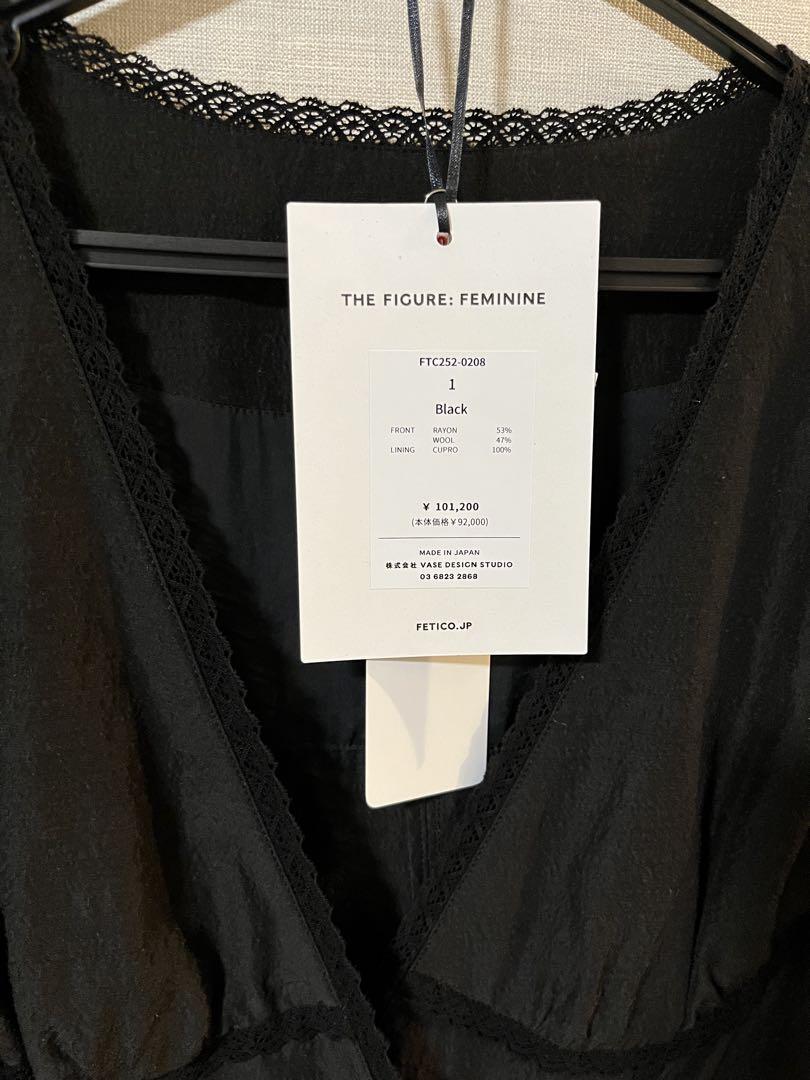 THE FIGURE: FEMININE
FTC252-0208
1
Black
FRONT RAYON 53%
WOOL 47%
LINING CUPRO 100%
¥ 101,200
(本体価格¥92,000)
MADE IN JAPAN
株式会社 VASE DESIGN STUDIO
03 6823 2868
FETICO.JP